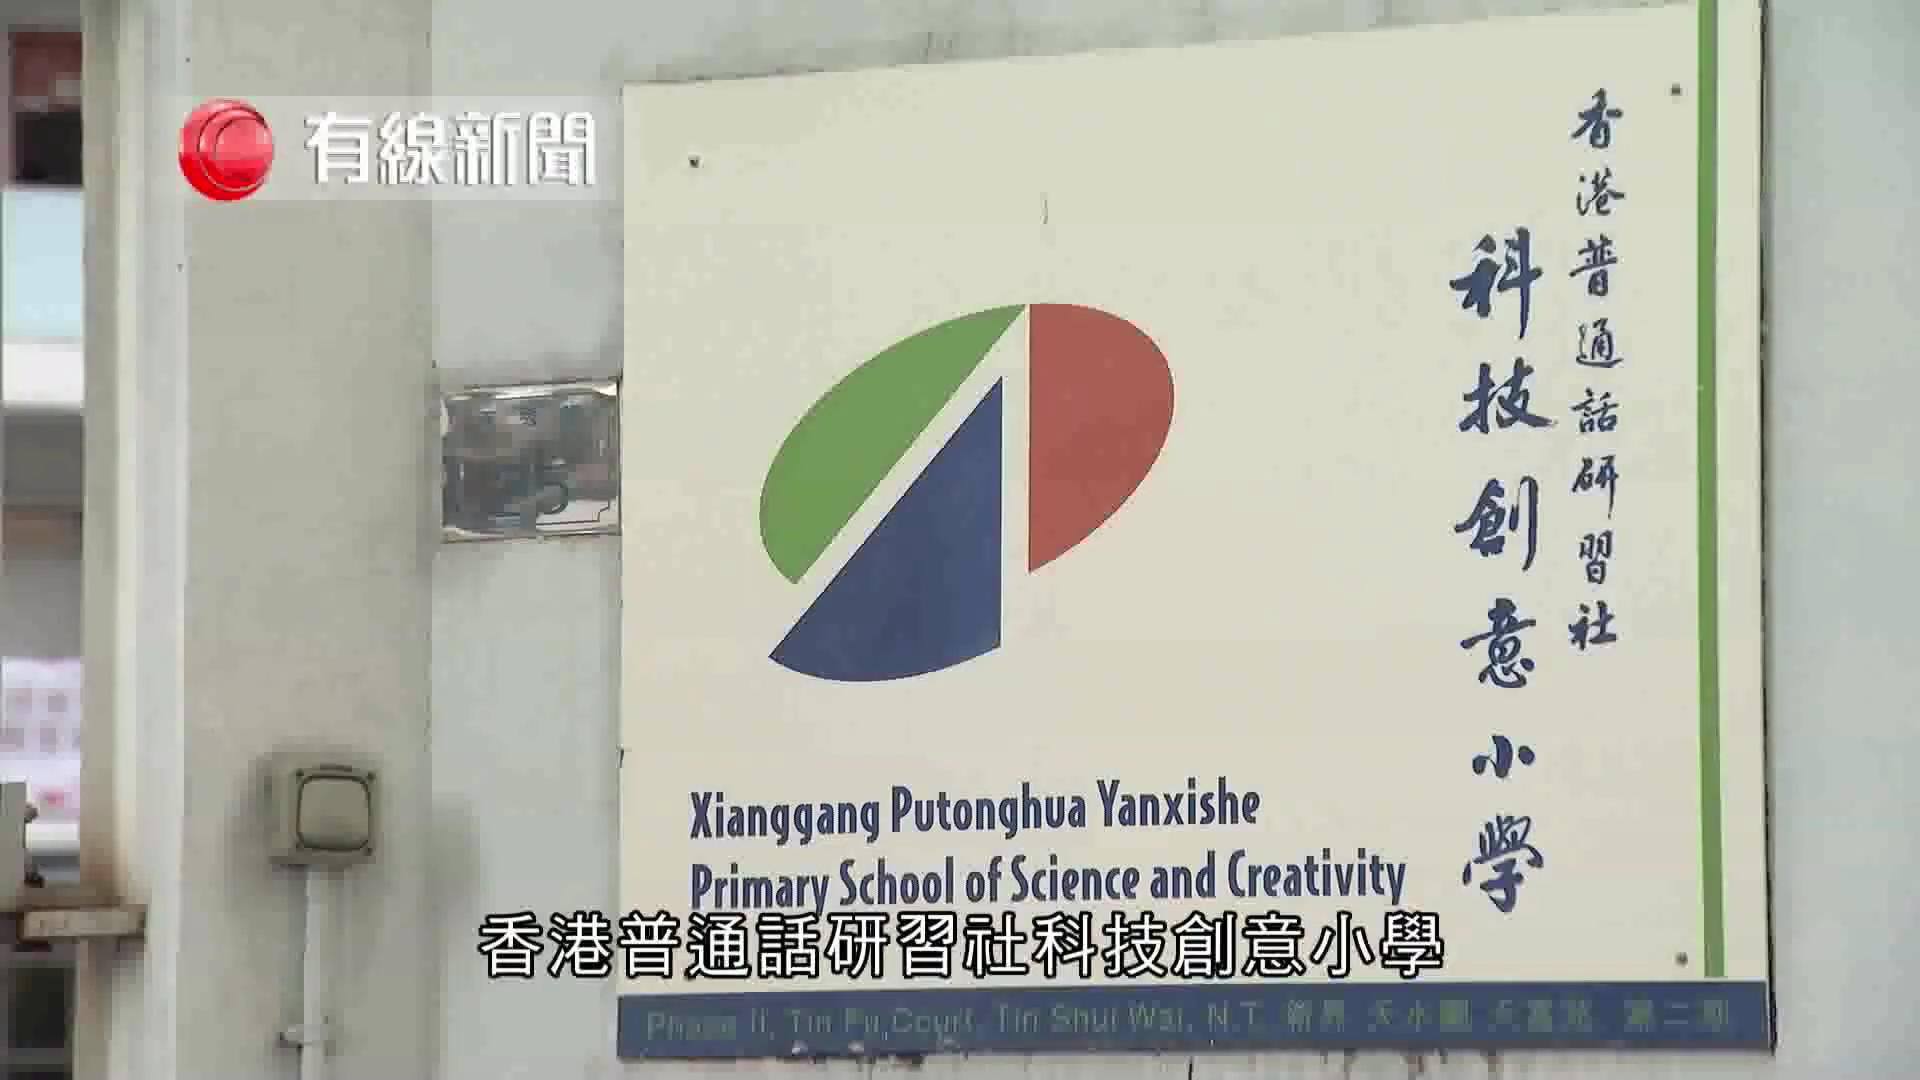 有線新聞
香港普通話研習社
科技創意小學
Xianggang Putonghua Yanxishe
Primary School of Science and Creativity
香港普通話研習社科技創意小學
Phase II, Tin Fu Court, Tin Shui Wai, N.T. 新界 天水圍 天富苑 第二期